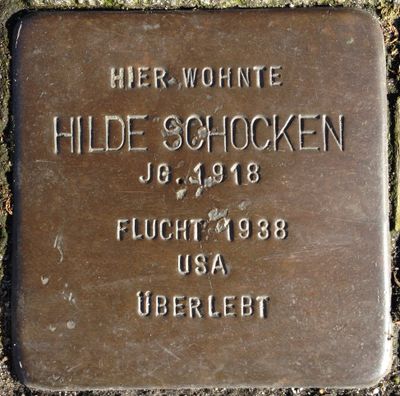 HIER WOHNTE
HILDE SCHOCKEN
JG. 1918
FLUCHT 1938
USA
ÜBERLEBT